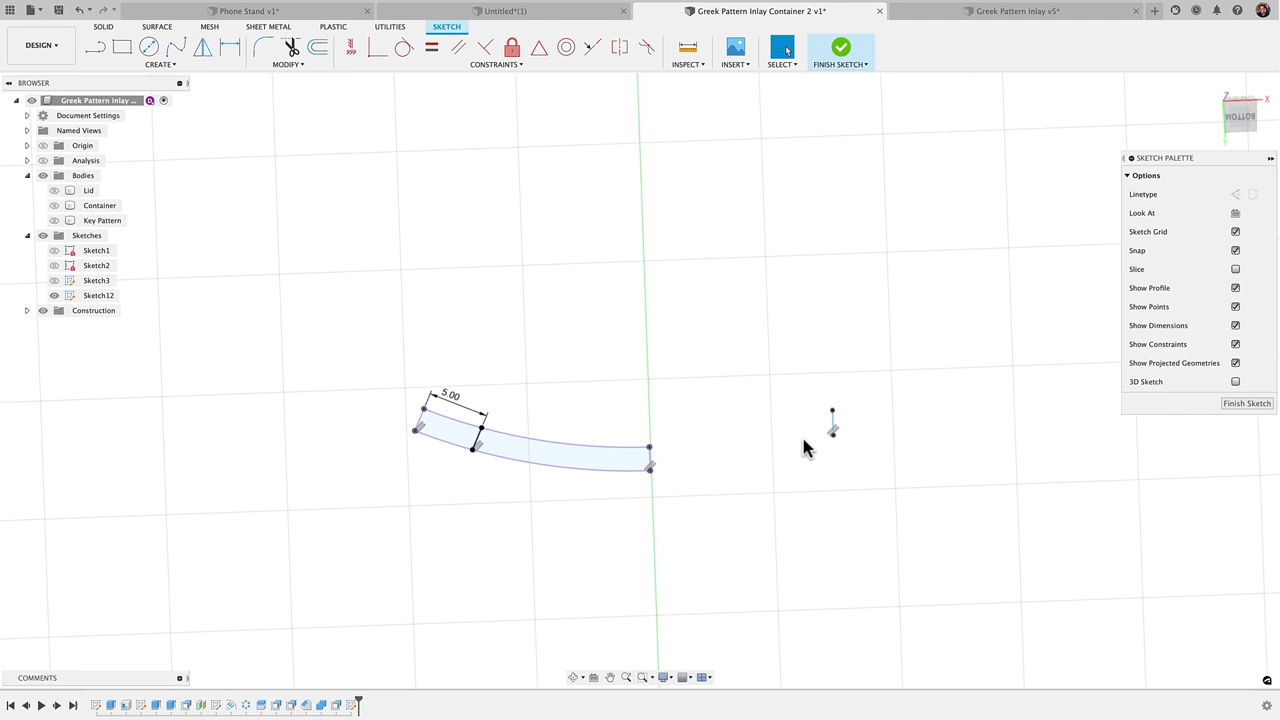 Phone Stand v1*
Untitled*(1)
Greek Pattern Inlay Container 2 v1*
Greek Pattern Inlay v5*
SOLID
SURFACE
MESH
SHEET METAL
PLASTIC
UTILITIES
SKETCH
DESIGN
CREATE
MODIFY
CONSTRAINTS
INSPECT
INSERT
SELECT
FINISH SKETCH
BROWSER
Greek Pattern Inlay ...
Document Settings
Named Views
Origin
Analysis
Bodies
Lid
Container
Key Pattern
Sketches
Sketch1
Sketch2
Sketch3
Sketch12
Construction
5.00
Z
X
BOTTOM
SKETCH PALETTE
Options
Linetype
Look At
Sketch Grid
Snap
Slice
Show Profile
Show Points
Show Dimensions
Show Constraints
Show Projected Geometries
3D Sketch
Finish Sketch
COMMENTS